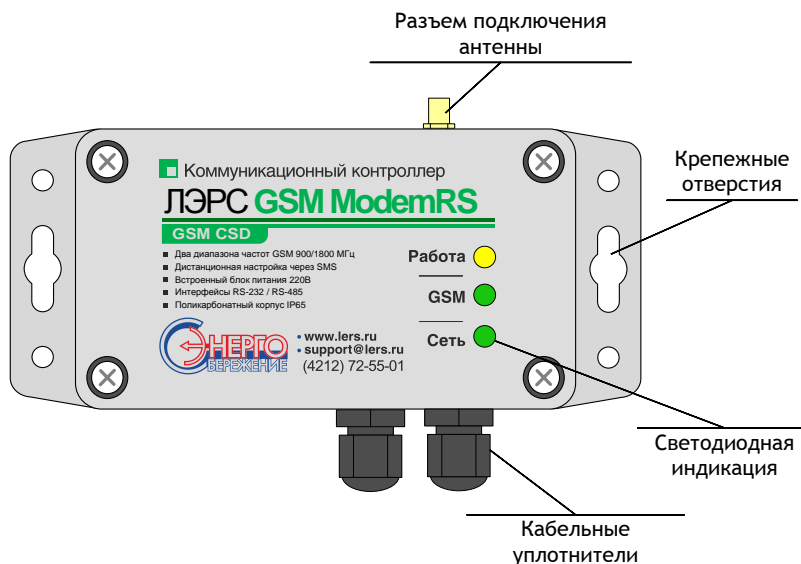 Разъем подключения
антенны
Коммуникационный контроллер
ЛЭРС GSM ModemRS
GSM CSD
Два диапазона частот GSM 900/1800 МГц
Дистанционная настройка через SMS
Встроенный блок питания 220В
Интерфейсы RS-232 / RS-485
Поликарбонатный корпус IP65
Работа
GSM
Сеть
ЭНЕРГО
СБЕРЕЖЕНИЕ
• www.lers.ru
• support@lers.ru
(4212) 72-55-01
Крепежные
отверстия
Светодиодная
индикация
Кабельные
уплотнители